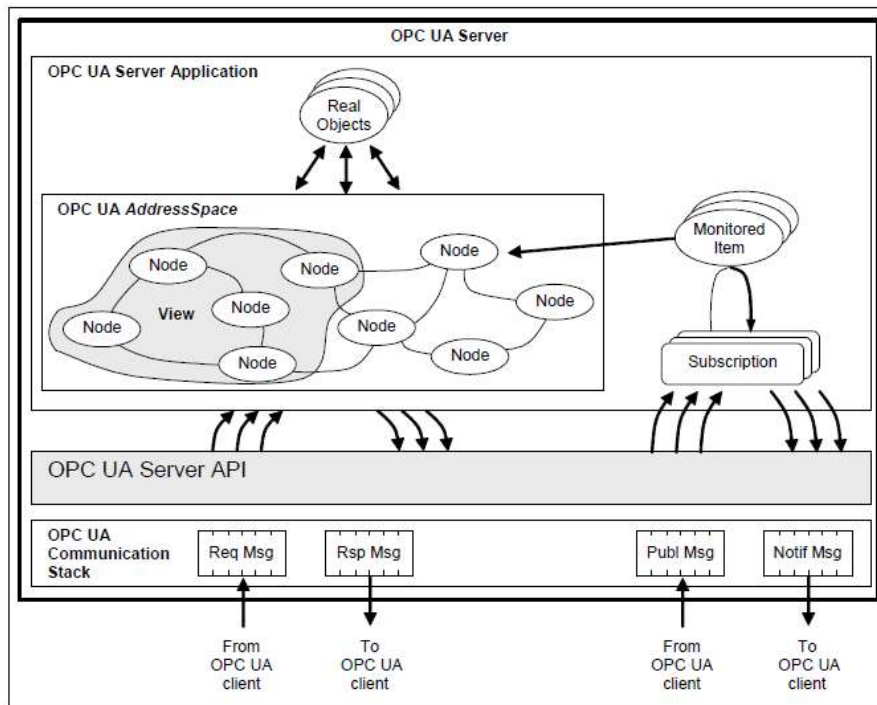 OPC UA Server
OPC UA Server Application
Real
Objects
OPC UA AddressSpace
Monitored
Item
Node
Node
Node
Node
View
Node
Node
Node
Node
Node
Subscription
OPC UA Server API
OPC UA
Communication
Stack
Req Msg
Rsp Msg
Publ Msg
Notif Msg
From
OPC UA
client
To
OPC UA
client
From
OPC UA
client
To
OPC UA
client